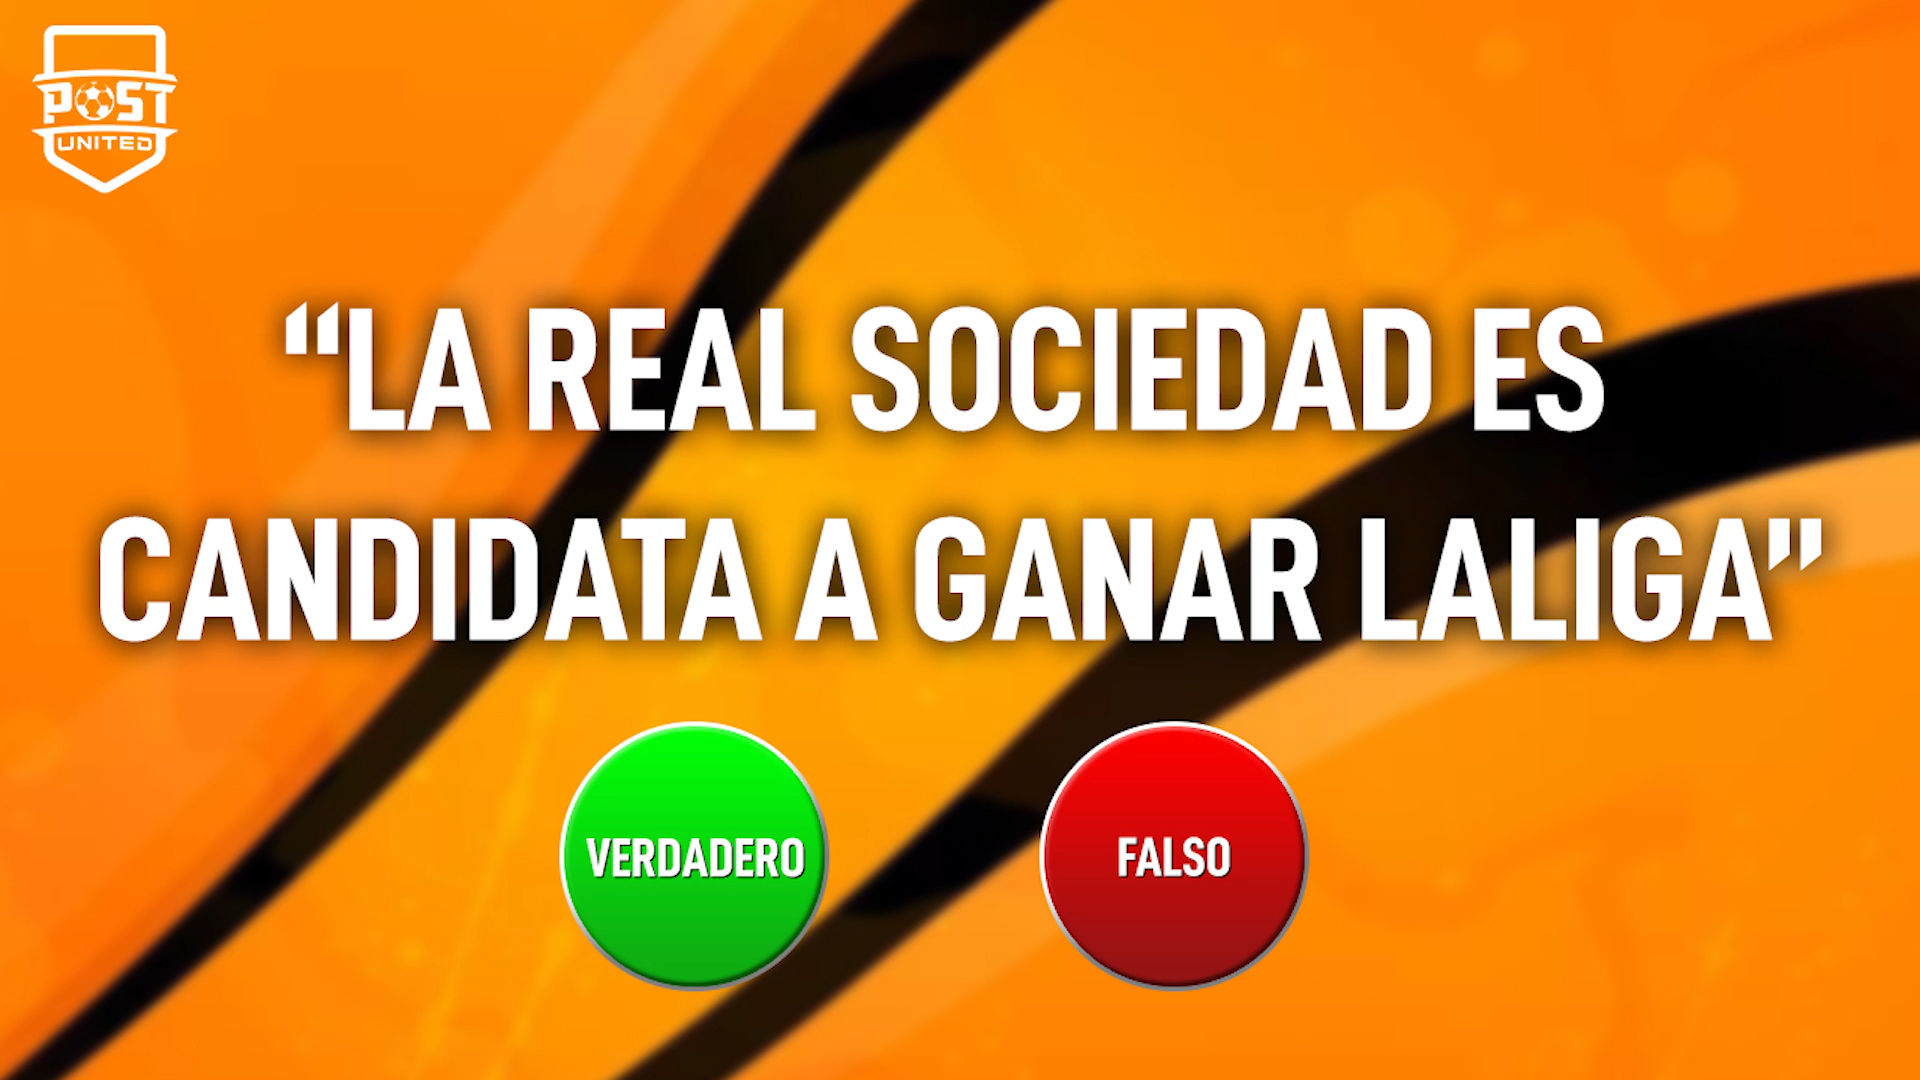 POST
UNITED
“LA REAL SOCIEDAD ES
CANDIDATA A GANAR LALIGA”
VERDADERO
FALSO